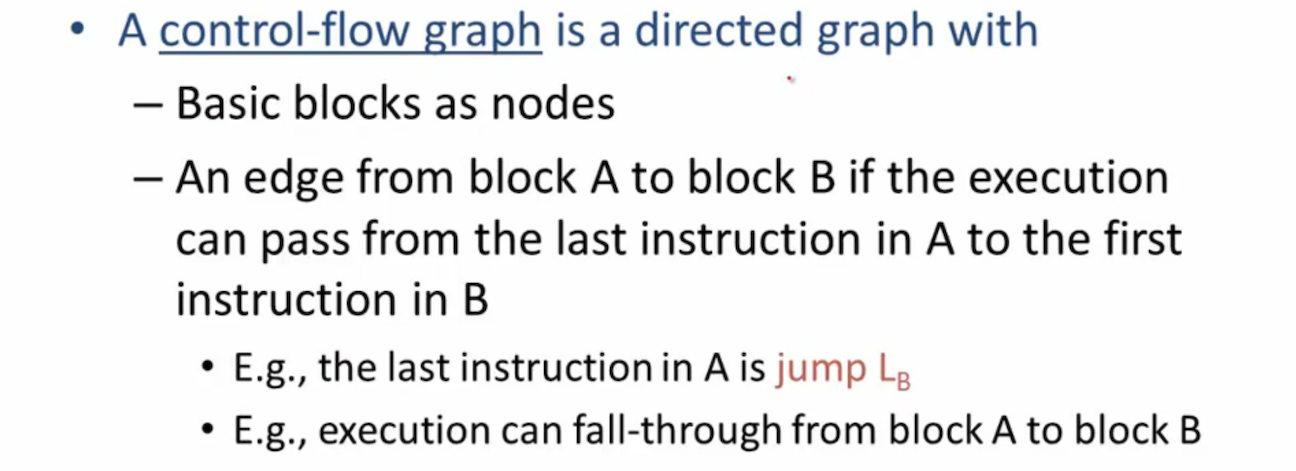 • A control-flow graph is a directed graph with
– Basic blocks as nodes
– An edge from block A to block B if the execution
can pass from the last instruction in A to the first
instruction in B
• E.g., the last instruction in A is jump L_B
• E.g., execution can fall-through from block A to block B